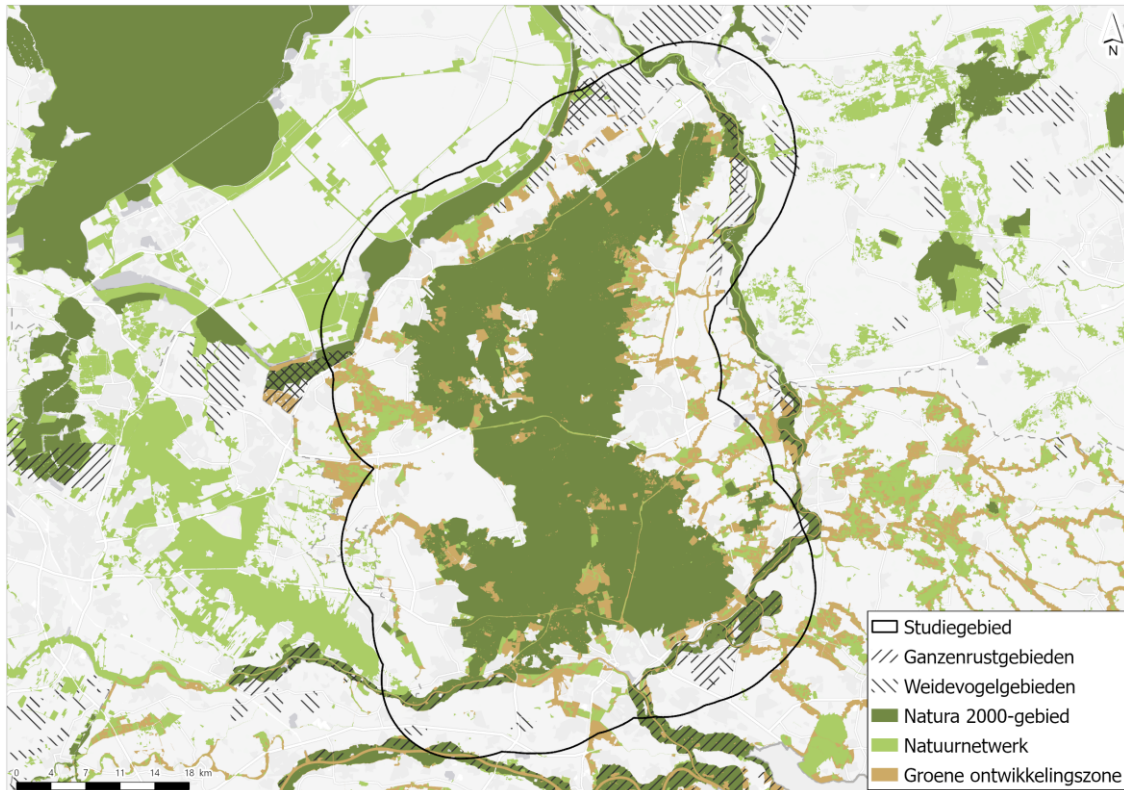 N
Studiegebied
Ganzenrustgebieden
Weidevogelgebieden
Natura 2000-gebied
Natuurnetwerk
Groene ontwikkelingszone
0 4 7 11 14 18 km